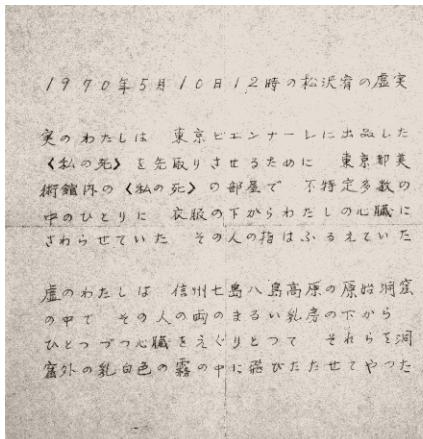 1970年5月10日12時の松沢宥の虚実
実のわたしは 東京ビエンナーレに出品した
〈私の死〉を先取りさせるために 東京都美
術館内の〈私の死〉の部屋で 不特定多数の
中のひとりに 衣服の下からわたしの心臓に
さわらせていた その人の指はふるえていた
虚のわたしは 信州七島八島高原の原始洞窟
の中で その人の両のまるい乳房の下から
ひとつづつ心臓をえぐりとつて それらを洞
窟外の乳白色の霧の中に飛びたたせてやつた